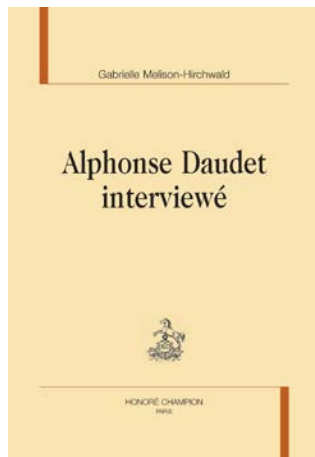 Gabrielle Melison-Hirchwald
Alphonse Daudet
interviewé
HONORÉ CHAMPION
PARIS